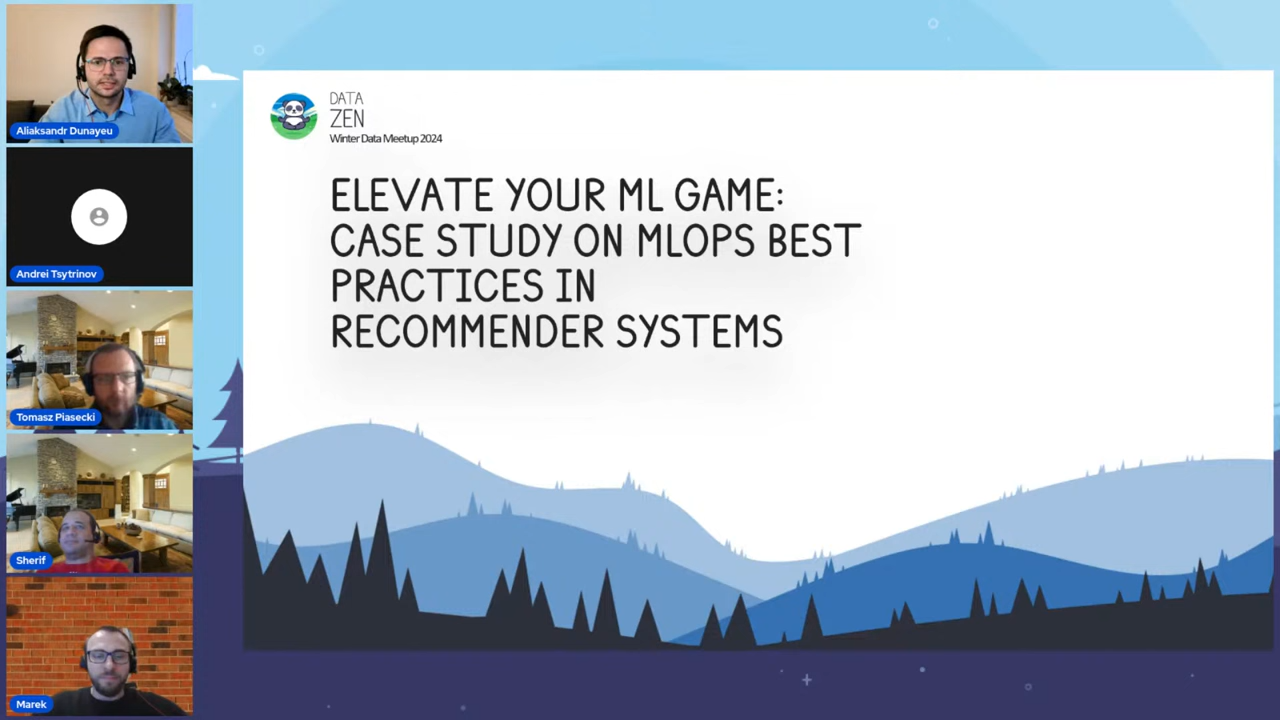 Aliaksandr Dunayeu
Andrei Tsytrinov
Tomasz Piasecki
Sherif
Marek
DATA
ZEN
Winter Data Meetup 2024
ELEVATE YOUR ML GAME:
CASE STUDY ON MLOPS BEST
PRACTICES IN
RECOMMENDER SYSTEMS